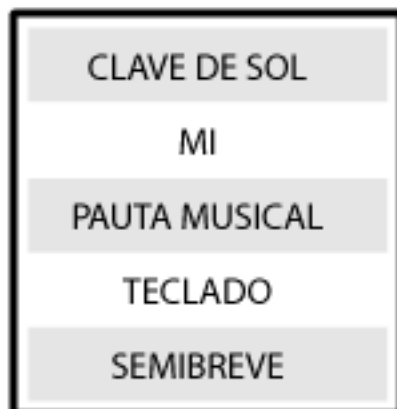 CLAVE DE SOL
MI
PAUTA MUSICAL
TECLADO
SEMIBREVE